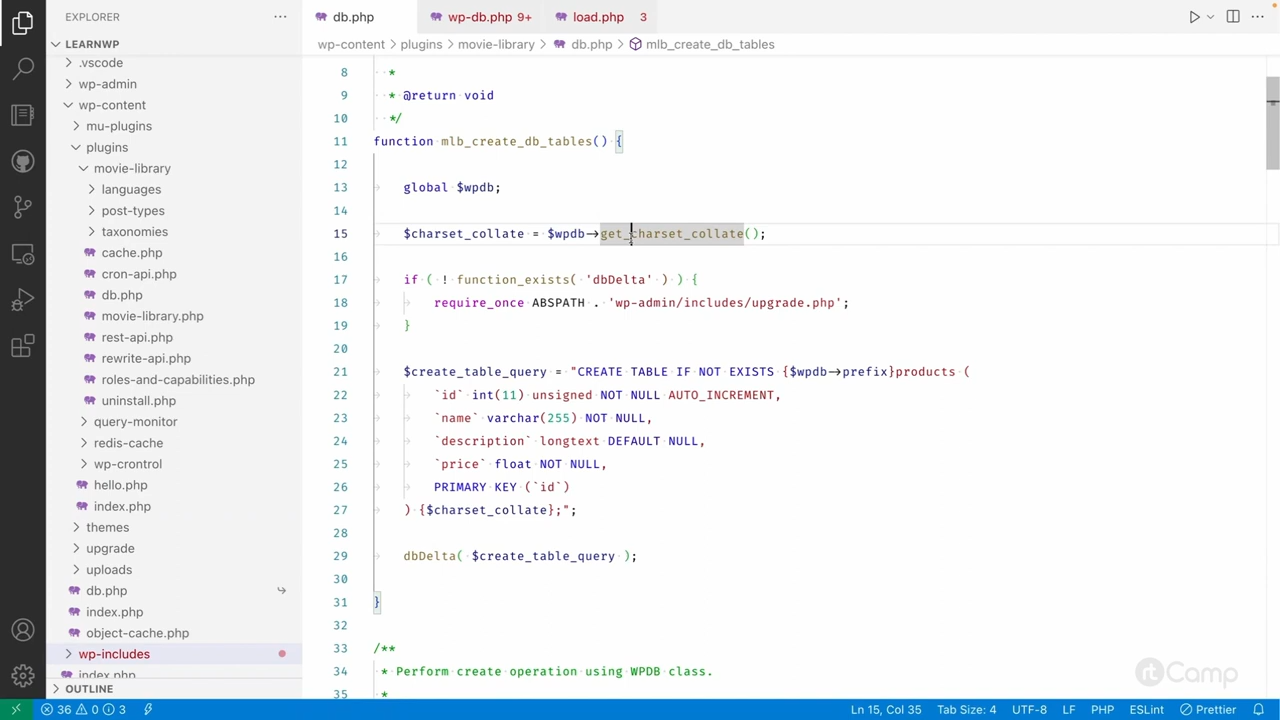 EXPLORER
LEARNWP
.vscode
wp-admin
wp-content
mu-plugins
plugins
movie-library
languages
post-types
taxonomies
cache.php
cron-api.php
db.php
movie-library.php
rest-api.php
rewrite-api.php
roles-and-capabilities.php
uninstall.php
query-monitor
redis-cache
wp-crontrol
hello.php
index.php
themes
upgrade
uploads
db.php
index.php
object-cache.php
wp-includes
index.php
OUTLINE
db.php wp-db.php 9+ load.php 3
wp-content > plugins > movie-library > db.php > mlb_create_db_tables
8 *
9 * @return void
10 */
11 function mlb_create_db_tables() {
12
13 global $wpdb;
14
15 $charset_collate = $wpdb->get_charset_collate();
16
17 if ( ! function_exists( 'dbDelta' ) ) {
18 require_once ABSPATH . 'wp-admin/includes/upgrade.php';
19 }
20
21 $create_table_query = "CREATE TABLE IF NOT EXISTS {$wpdb->prefix}products (
22 `id` int(11) unsigned NOT NULL AUTO_INCREMENT,
23 `name` varchar(255) NOT NULL,
24 `description` longtext DEFAULT NULL,
25 `price` float NOT NULL,
26 PRIMARY KEY (`id`)
27 ) {$charset_collate};";
28
29 dbDelta( $create_table_query );
30
31 }
32
33 /**
34 * Perform create operation using WPDB class.
35 *
rtCamp
36 0 3 Ln 15, Col 35 Tab Size: 4 UTF-8 LF PHP ESLint Prettier